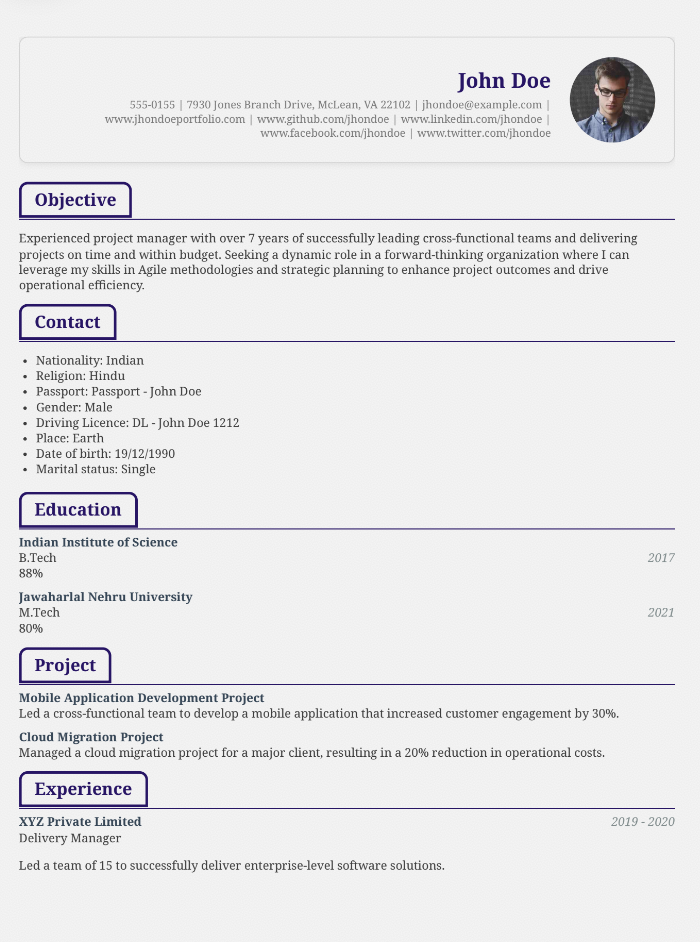 John Doe
555-0155 | 7930 Jones Branch Drive, McLean, VA 22102 | jhondoe@example.com |
www.jhondoeportfolio.com | www.github.com/jhondoe | www.linkedin.com/jhondoe |
www.facebook.com/jhondoe | www.twitter.com/jhondoe
Objective
Experienced project manager with over 7 years of successfully leading cross-functional teams and delivering
projects on time and within budget. Seeking a dynamic role in a forward-thinking organization where I can
leverage my skills in Agile methodologies and strategic planning to enhance project outcomes and drive
operational efficiency.
Contact
• Nationality: Indian
• Religion: Hindu
• Passport: Passport - John Doe
• Gender: Male
• Driving Licence: DL - John Doe 1212
• Place: Earth
• Date of birth: 19/12/1990
• Marital status: Single
Education
Indian Institute of Science
B.Tech 2017
88%
Jawaharlal Nehru University
M.Tech 2021
80%
Project
Mobile Application Development Project
Led a cross-functional team to develop a mobile application that increased customer engagement by 30%.
Cloud Migration Project
Managed a cloud migration project for a major client, resulting in a 20% reduction in operational costs.
Experience
XYZ Private Limited 2019 - 2020
Delivery Manager
Led a team of 15 to successfully deliver enterprise-level software solutions.